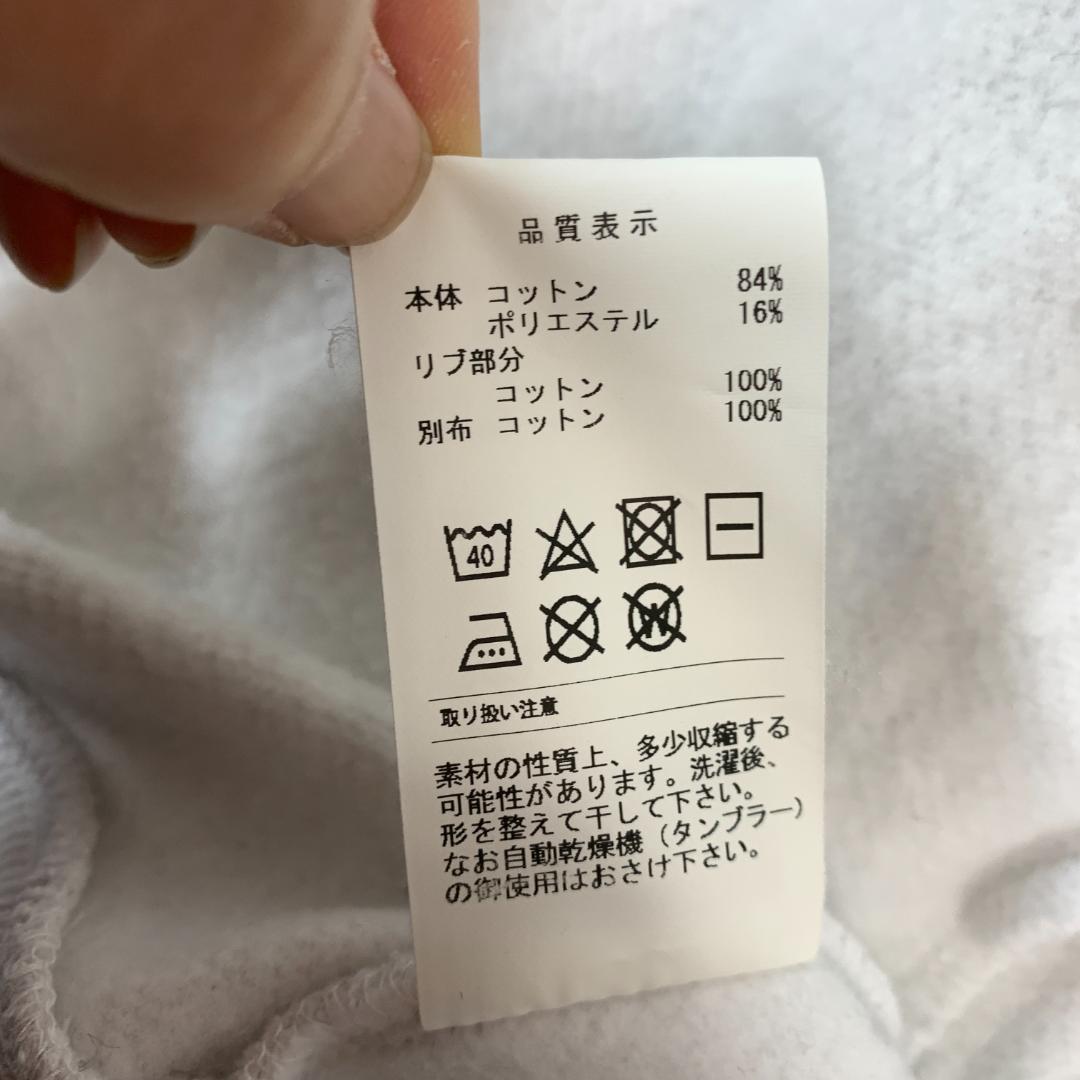 品質表示
本体 コットン 84%
ポリエステル 16%
リブ部分
コットン 100%
別布 コットン 100%
40
W
取り扱い注意
素材の性質上、多少収縮する
可能性があります。洗濯後、
形を整えて干して下さい。
なお自動乾燥機（タンブラー）
の御使用はおさけ下さい。